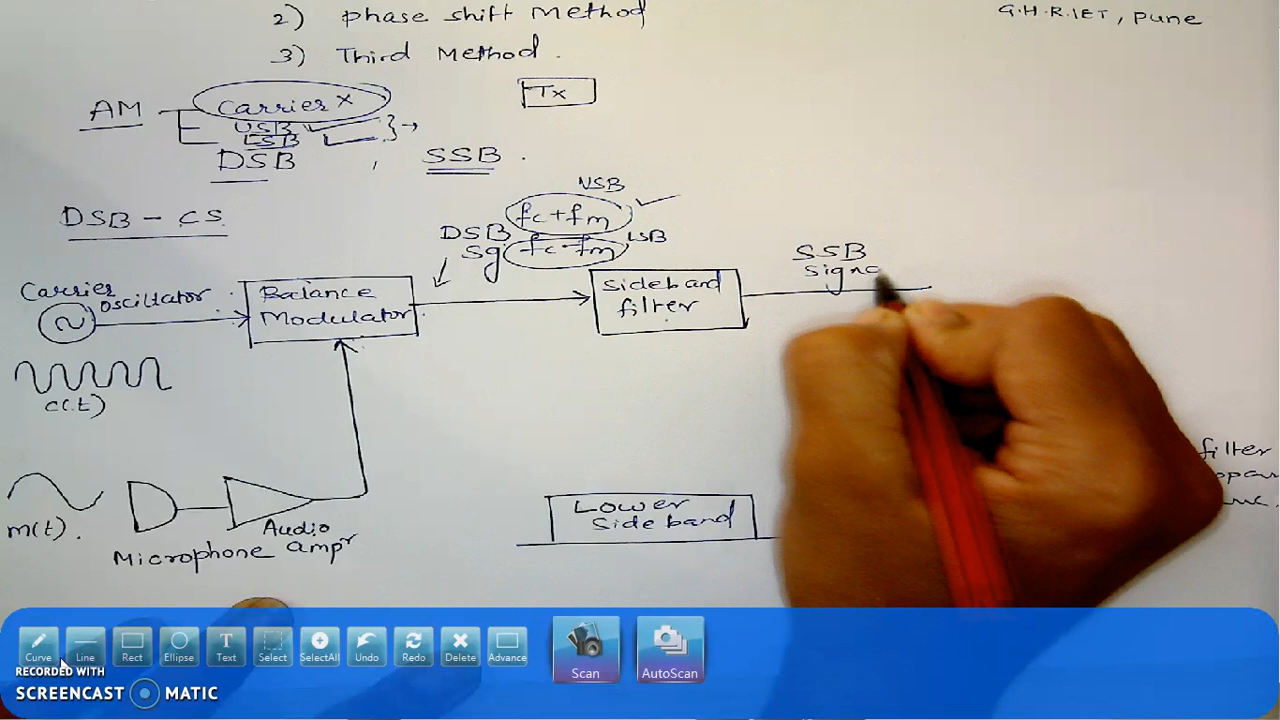 2) phase shift Method
G.H.R.IET, Pune
3) Third Method.
Tx
AM
Carrier x
USB
LSB
DSB , SSB.
DSB - CS
USB
fc+fm
DSB
Sg
fc-fm
LSB
SSB
Signa
Carrier
Oscillator
Balance
Modulator
Sideband
filter
c(t)
m(t).
Microphone
Audio
Ampr
Lower
Side band
filter
Curve
Line
Rect
Ellipse
Text
Select
SelectAll
Undo
Redo
Delete
Advance
Scan
AutoScan
RECORDED WITH
SCREENCAST MATIC